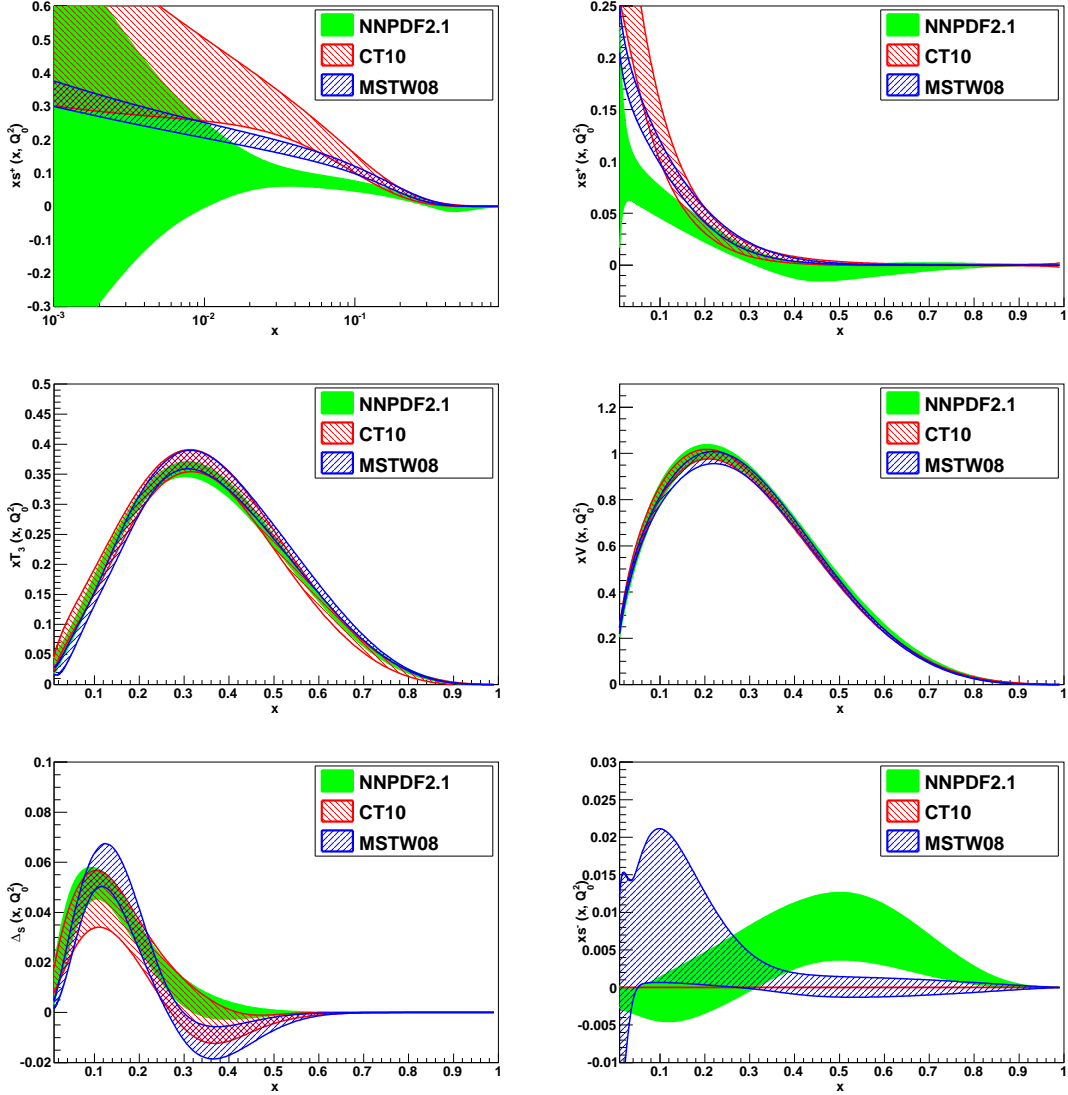 xs⁺ (x, Q₀²)
0.6
0.5
0.4
0.3
0.2
0.1
0
-0.1
-0.2
-0.3
NNPDF2.1
CT10
MSTW08
10⁻³ 10⁻² 10⁻¹
x
xs⁺ (x, Q₀²)
0.25
0.2
0.15
0.1
0.05
0
NNPDF2.1
CT10
MSTW08
0.1 0.2 0.3 0.4 0.5 0.6 0.7 0.8 0.9 1
x
xT₃ (x, Q₀²)
0.5
0.45
0.4
0.35
0.3
0.25
0.2
0.15
0.1
0.05
0
NNPDF2.1
CT10
MSTW08
0.1 0.2 0.3 0.4 0.5 0.6 0.7 0.8 0.9 1
x
xV (x, Q₀²)
1.2
1
0.8
0.6
0.4
0.2
0
NNPDF2.1
CT10
MSTW08
0.1 0.2 0.3 0.4 0.5 0.6 0.7 0.8 0.9 1
x
Δ_S (x, Q₀²)
0.1
0.08
0.06
0.04
0.02
0
-0.02
NNPDF2.1
CT10
MSTW08
0.1 0.2 0.3 0.4 0.5 0.6 0.7 0.8 0.9 1
x
xs⁻ (x, Q₀²)
0.03
0.025
0.02
0.015
0.01
0.005
0
-0.005
-0.01
NNPDF2.1
CT10
MSTW08
0.1 0.2 0.3 0.4 0.5 0.6 0.7 0.8 0.9 1
x